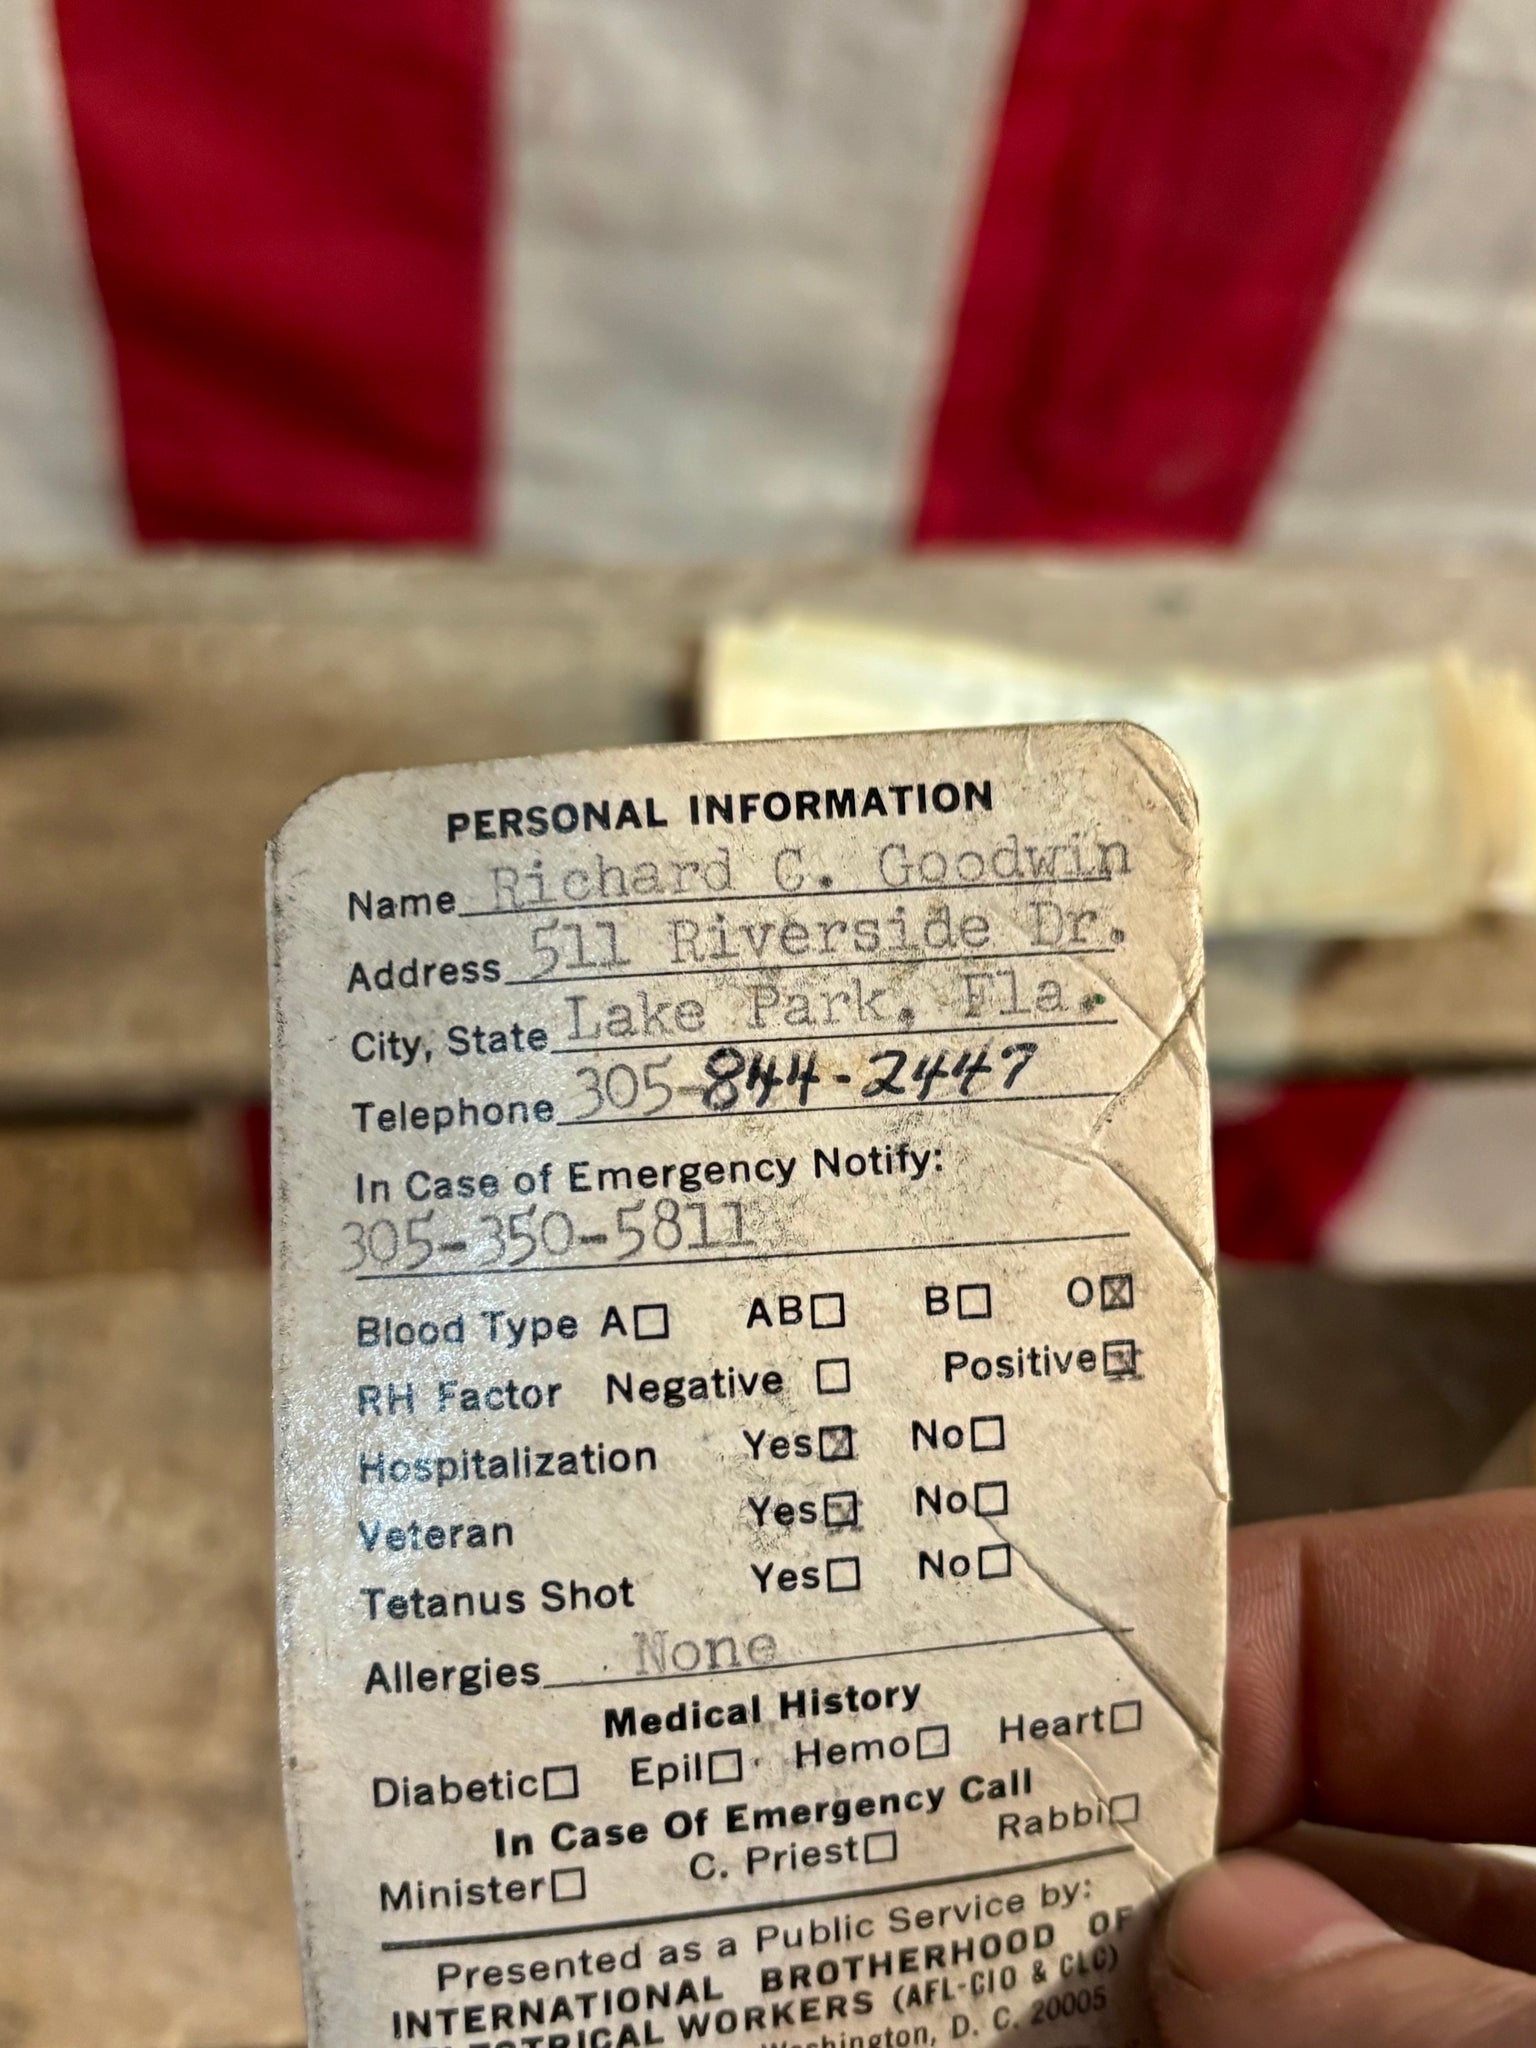 PERSONAL INFORMATION
Name Richard C. Goodwin
Address 511 Riverside Dr.
City, State Lake Park, Fla.
Telephone 305-844-2447
In Case of Emergency Notify:
305-350-5811
Blood Type A☐ AB☐ B☐ O☒
RH Factor Negative ☐ Positive☒
Hospitalization Yes☒ No☐
Veteran Yes☒ No☐
Tetanus Shot Yes☐ No☐
Allergies None
Medical History
Diabetic☐ Epil☐ Hemo☐ Heart☐
In Case Of Emergency Call
Minister☐ C. Priest☐ Rabbi☐
Presented as a Public Service by:
INTERNATIONAL BROTHERHOOD OF
ELECTRICAL WORKERS (AFL-CIO & CLC)
Washington, D. C. 20005